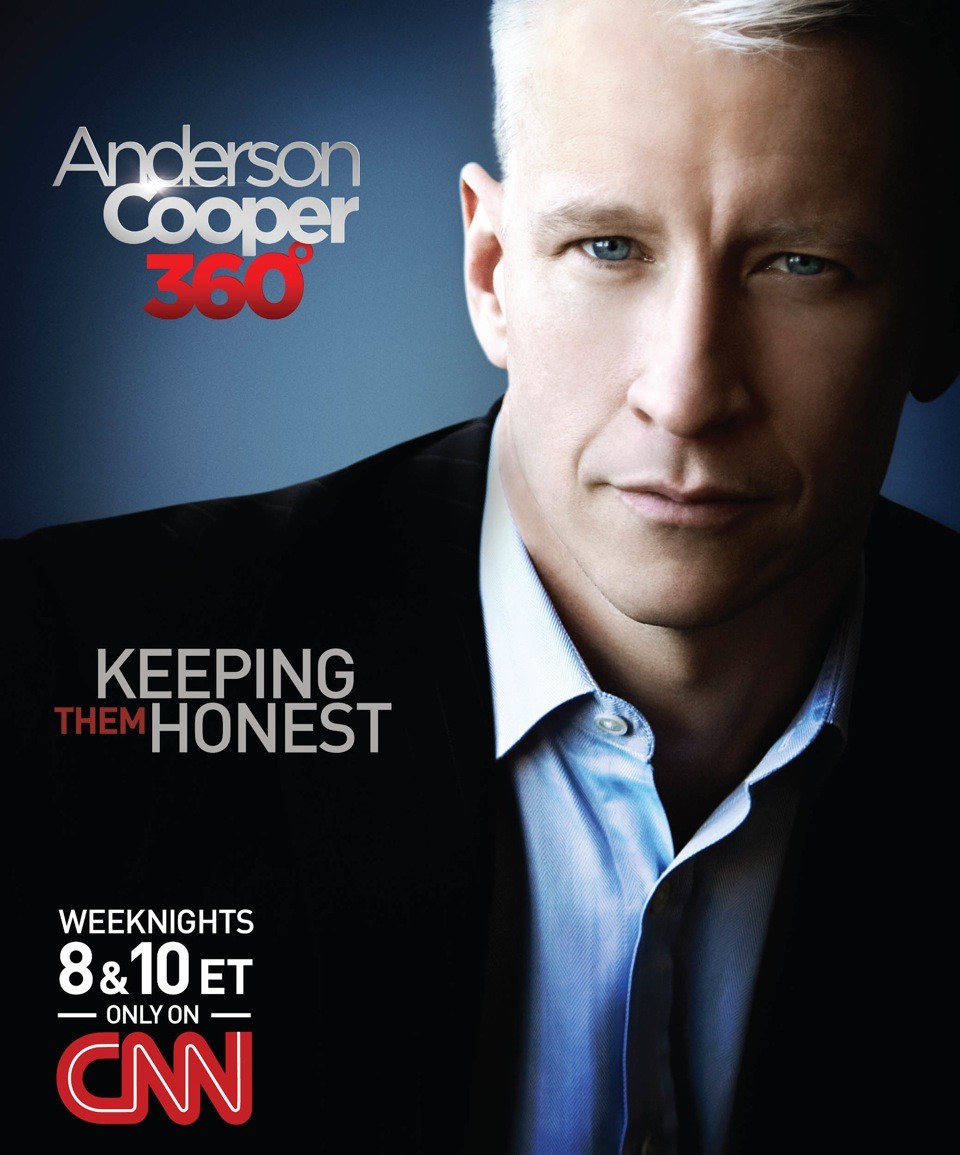 Anderson
Cooper
360°
KEEPING
THEM HONEST
WEEKNIGHTS
8 & 10 ET
ONLY ON
CNN